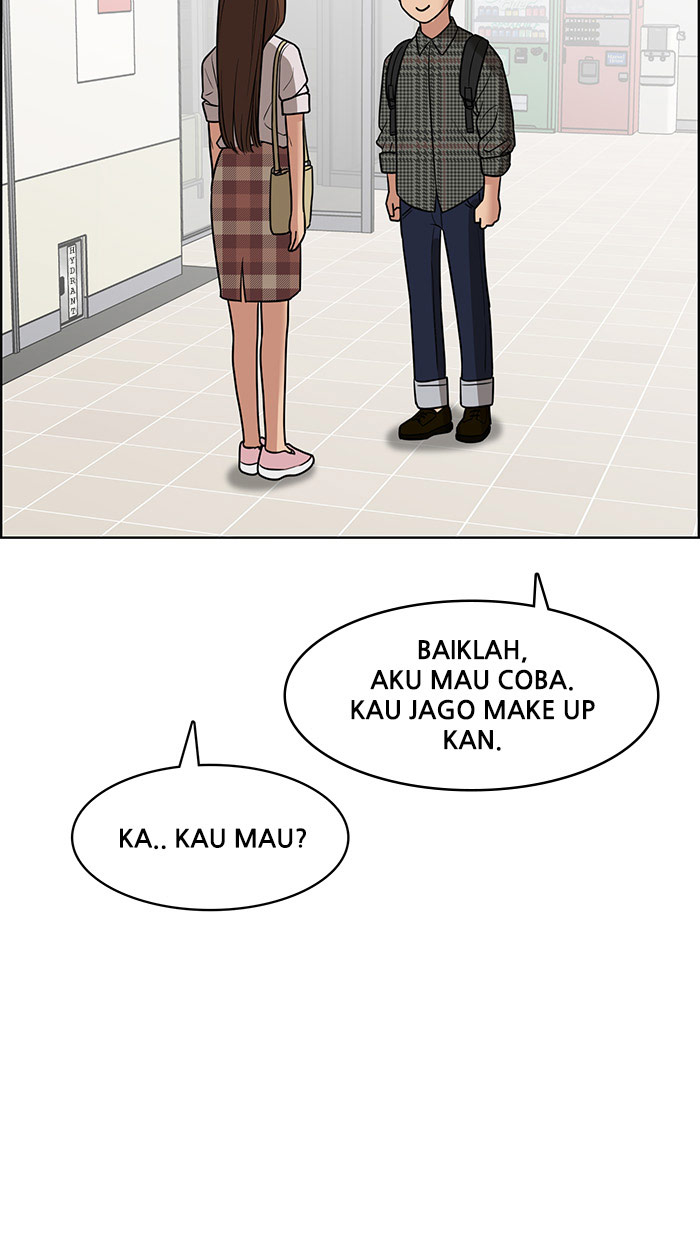 HYDRANT
BAIKLAH,
AKU MAU COBA.
KAU JAGO MAKE UP
KAN.
KA.. KAU MAU?